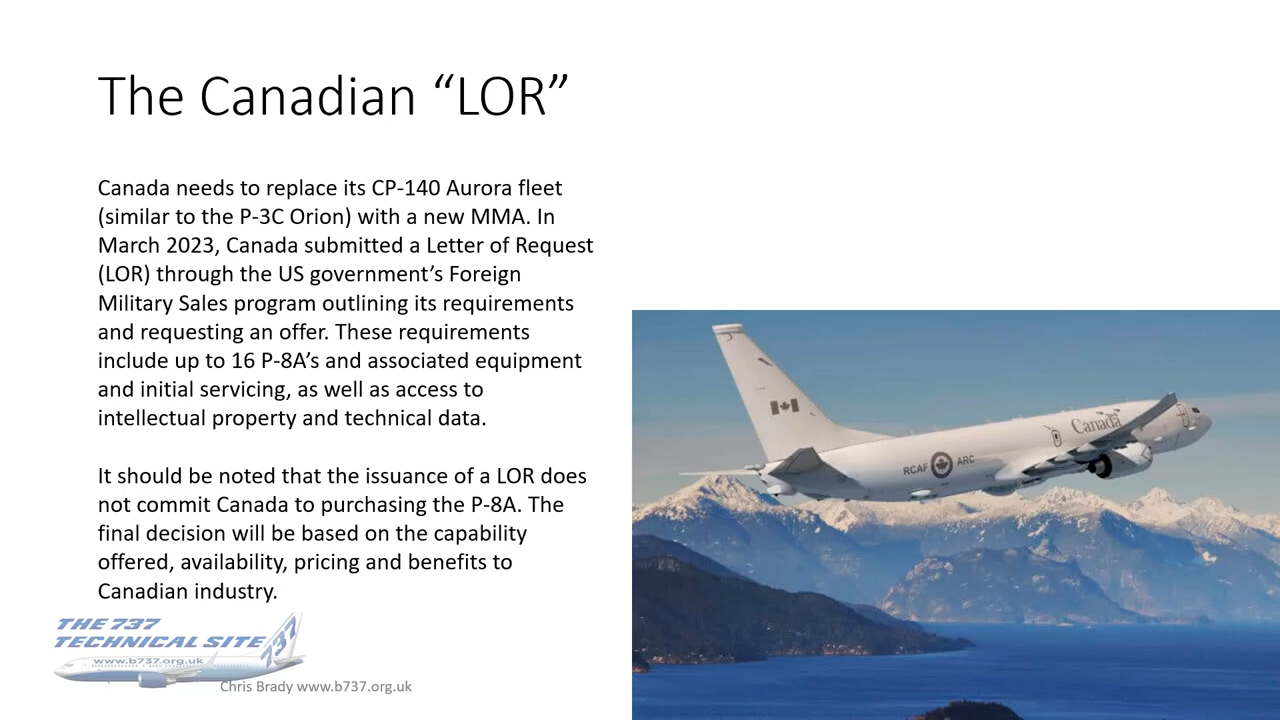 The Canadian “LOR”
Canada needs to replace its CP-140 Aurora fleet
(similar to the P-3C Orion) with a new MMA. In
March 2023, Canada submitted a Letter of Request
(LOR) through the US government’s Foreign
Military Sales program outlining its requirements
and requesting an offer. These requirements
include up to 16 P-8A’s and associated equipment
and initial servicing, as well as access to
intellectual property and technical data.
It should be noted that the issuance of a LOR does
not commit Canada to purchasing the P-8A. The
final decision will be based on the capability
offered, availability, pricing and benefits to
Canadian industry.
Canada
RCAF ARC
THE 737
TECHNICAL SITE
737
www.b737.org.uk
Chris Brady www.b737.org.uk